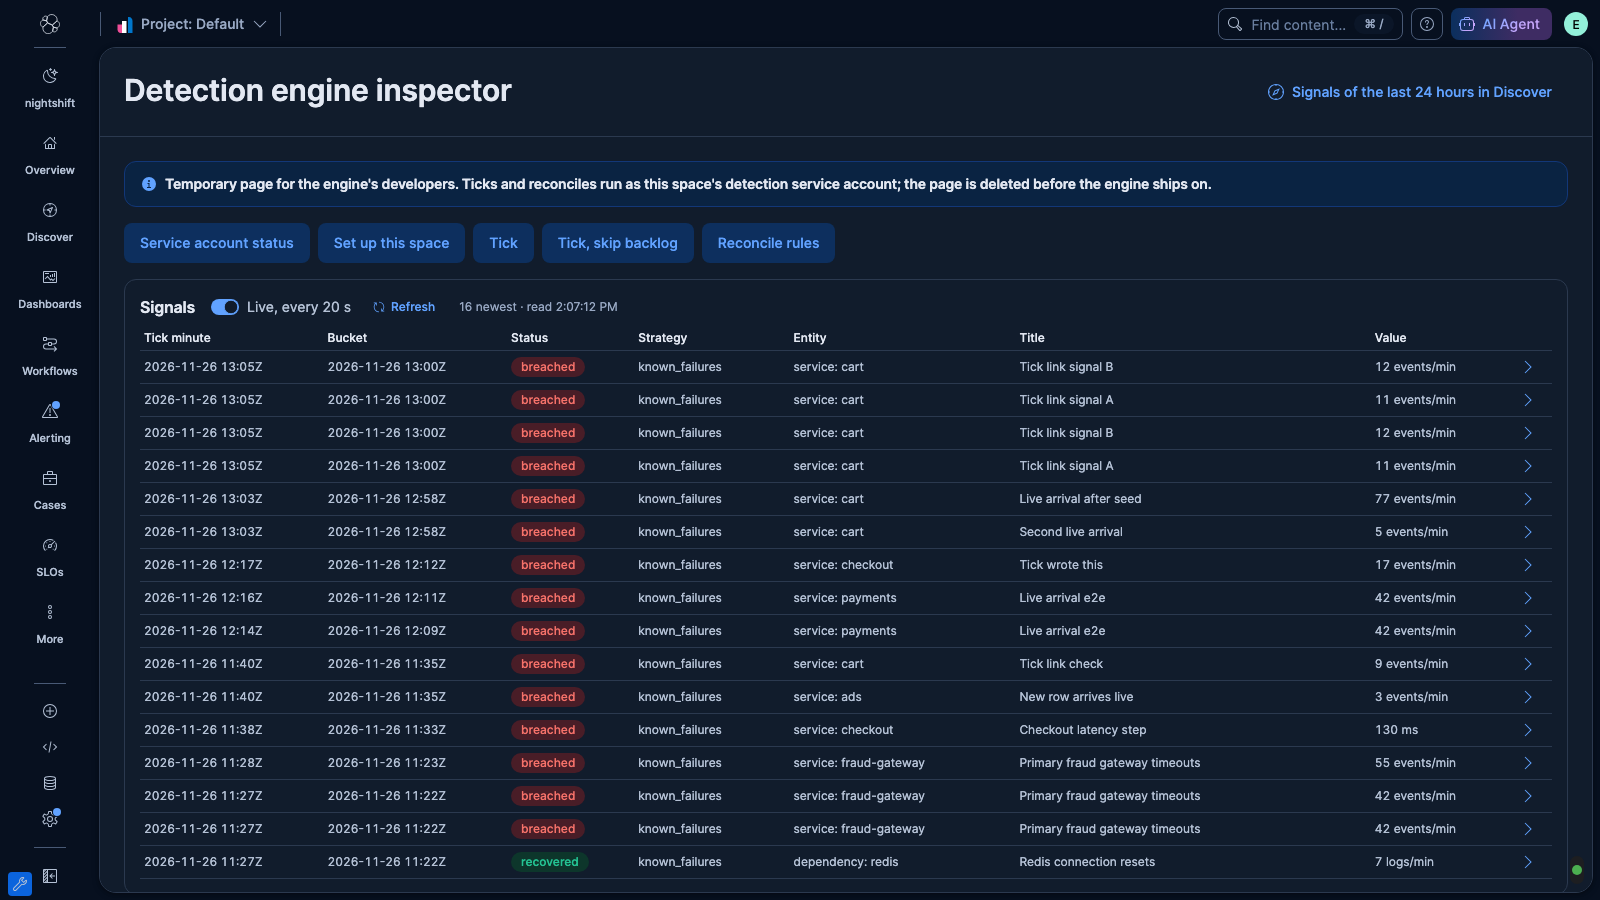 Project: Default
Find content...
⌘ /
AI Agent
E
nightshift
Overview
Discover
Dashboards
Workflows
Alerting
Cases
SLOs
More
Detection engine inspector
Signals of the last 24 hours in Discover
Temporary page for the engine's developers. Ticks and reconciles run as this space's detection service account; the page is deleted before the engine ships on.
Service account status
Set up this space
Tick
Tick, skip backlog
Reconcile rules
Signals Live, every 20 s Refresh 16 newest · read 2:07:12 PM
Tick minute Bucket Status Strategy Entity Title Value
2026-11-26 13:05Z 2026-11-26 13:00Z breached known_failures service: cart Tick link signal B 12 events/min
2026-11-26 13:05Z 2026-11-26 13:00Z breached known_failures service: cart Tick link signal A 11 events/min
2026-11-26 13:05Z 2026-11-26 13:00Z breached known_failures service: cart Tick link signal B 12 events/min
2026-11-26 13:05Z 2026-11-26 13:00Z breached known_failures service: cart Tick link signal A 11 events/min
2026-11-26 13:03Z 2026-11-26 12:58Z breached known_failures service: cart Live arrival after seed 77 events/min
2026-11-26 13:03Z 2026-11-26 12:58Z breached known_failures service: cart Second live arrival 5 events/min
2026-11-26 12:17Z 2026-11-26 12:12Z breached known_failures service: checkout Tick wrote this 17 events/min
2026-11-26 12:16Z 2026-11-26 12:11Z breached known_failures service: payments Live arrival e2e 42 events/min
2026-11-26 12:14Z 2026-11-26 12:09Z breached known_failures service: payments Live arrival e2e 42 events/min
2026-11-26 11:40Z 2026-11-26 11:35Z breached known_failures service: cart Tick link check 9 events/min
2026-11-26 11:40Z 2026-11-26 11:35Z breached known_failures service: ads New row arrives live 3 events/min
2026-11-26 11:38Z 2026-11-26 11:33Z breached known_failures service: checkout Checkout latency step 130 ms
2026-11-26 11:28Z 2026-11-26 11:23Z breached known_failures service: fraud-gateway Primary fraud gateway timeouts 55 events/min
2026-11-26 11:27Z 2026-11-26 11:22Z breached known_failures service: fraud-gateway Primary fraud gateway timeouts 42 events/min
2026-11-26 11:27Z 2026-11-26 11:22Z breached known_failures service: fraud-gateway Primary fraud gateway timeouts 42 events/min
2026-11-26 11:27Z 2026-11-26 11:22Z recovered known_failures dependency: redis Redis connection resets 7 logs/min